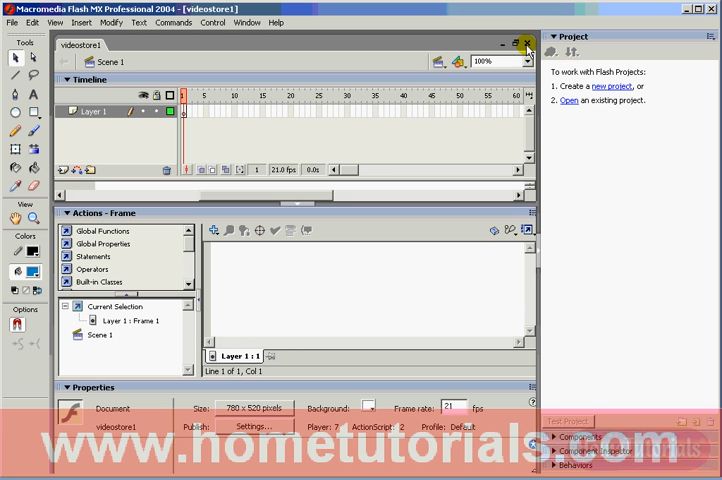 Macromedia Flash MX Professional 2004 - [videostore1]
File Edit View Insert Modify Text Commands Control Window Help
Tools
View
Colors
Options
videostore1
Scene 1
100%
Timeline
1 5 10 15 20 25 30 35 40 45 50 55 60
Layer 1
1 21.0 fps 0.0s
Actions - Frame
Global Functions
Global Properties
Statements
Operators
Built-in Classes
Current Selection
Layer 1 : Frame 1
Scene 1
Layer 1 : 1
Line 1 of 1, Col 1
Properties
Document
videostore1
Size: 780 x 520 pixels Background: Frame rate: 21 fps
Publish: Settings... Player: 7 ActionScript: 2 Profile: Default
Project
To work with Flash Projects:
1. Create a new project, or
2. Open an existing project.
Test Project
Components
Component Inspector
Behaviors
www.hometutorials.com